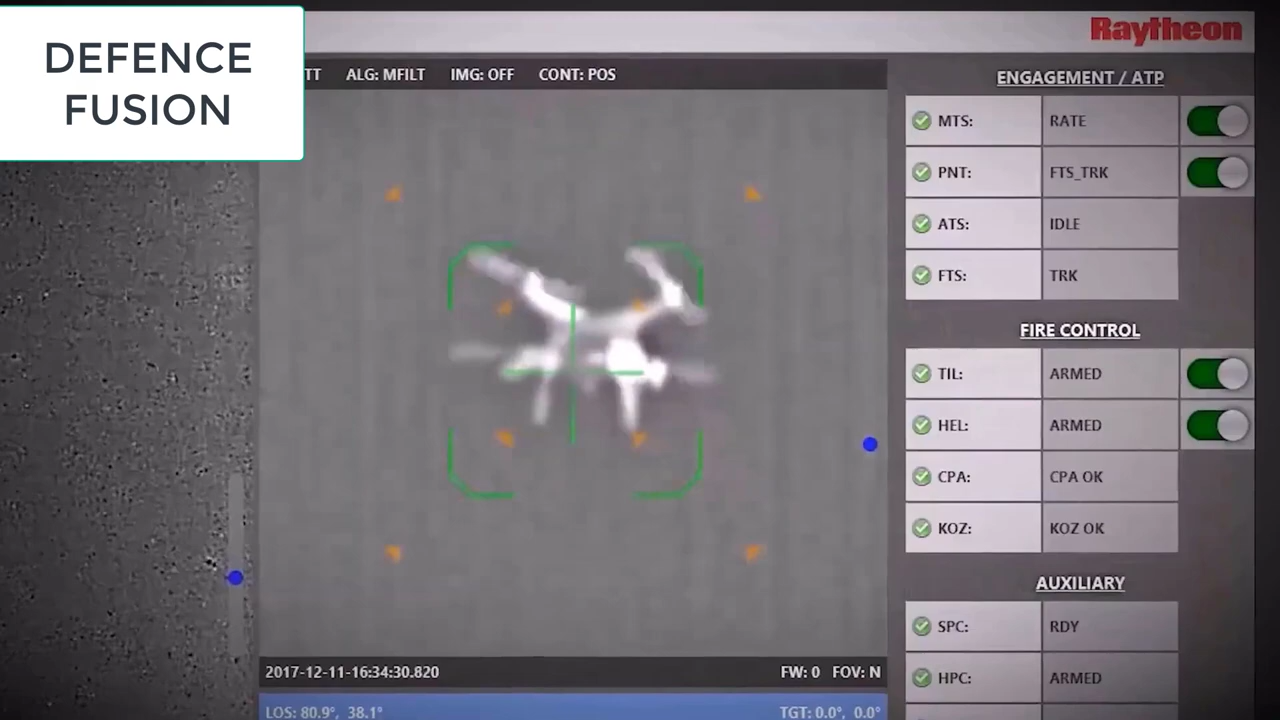 DEFENCE
FUSION
Raytheon
TT ALG: MFILT IMG: OFF CONT: POS
ENGAGEMENT / ATP
MTS: RATE
PNT: FTS_TRK
ATS: IDLE
FTS: TRK
FIRE CONTROL
TIL: ARMED
HEL: ARMED
CPA: CPA OK
KOZ: KOZ OK
AUXILIARY
SPC: RDY
HPC: ARMED
2017-12-11-16:34:30.820 FW: 0 FOV: N
LOS: 80.9°, 38.1° TGT: 0.0°, 0.0°